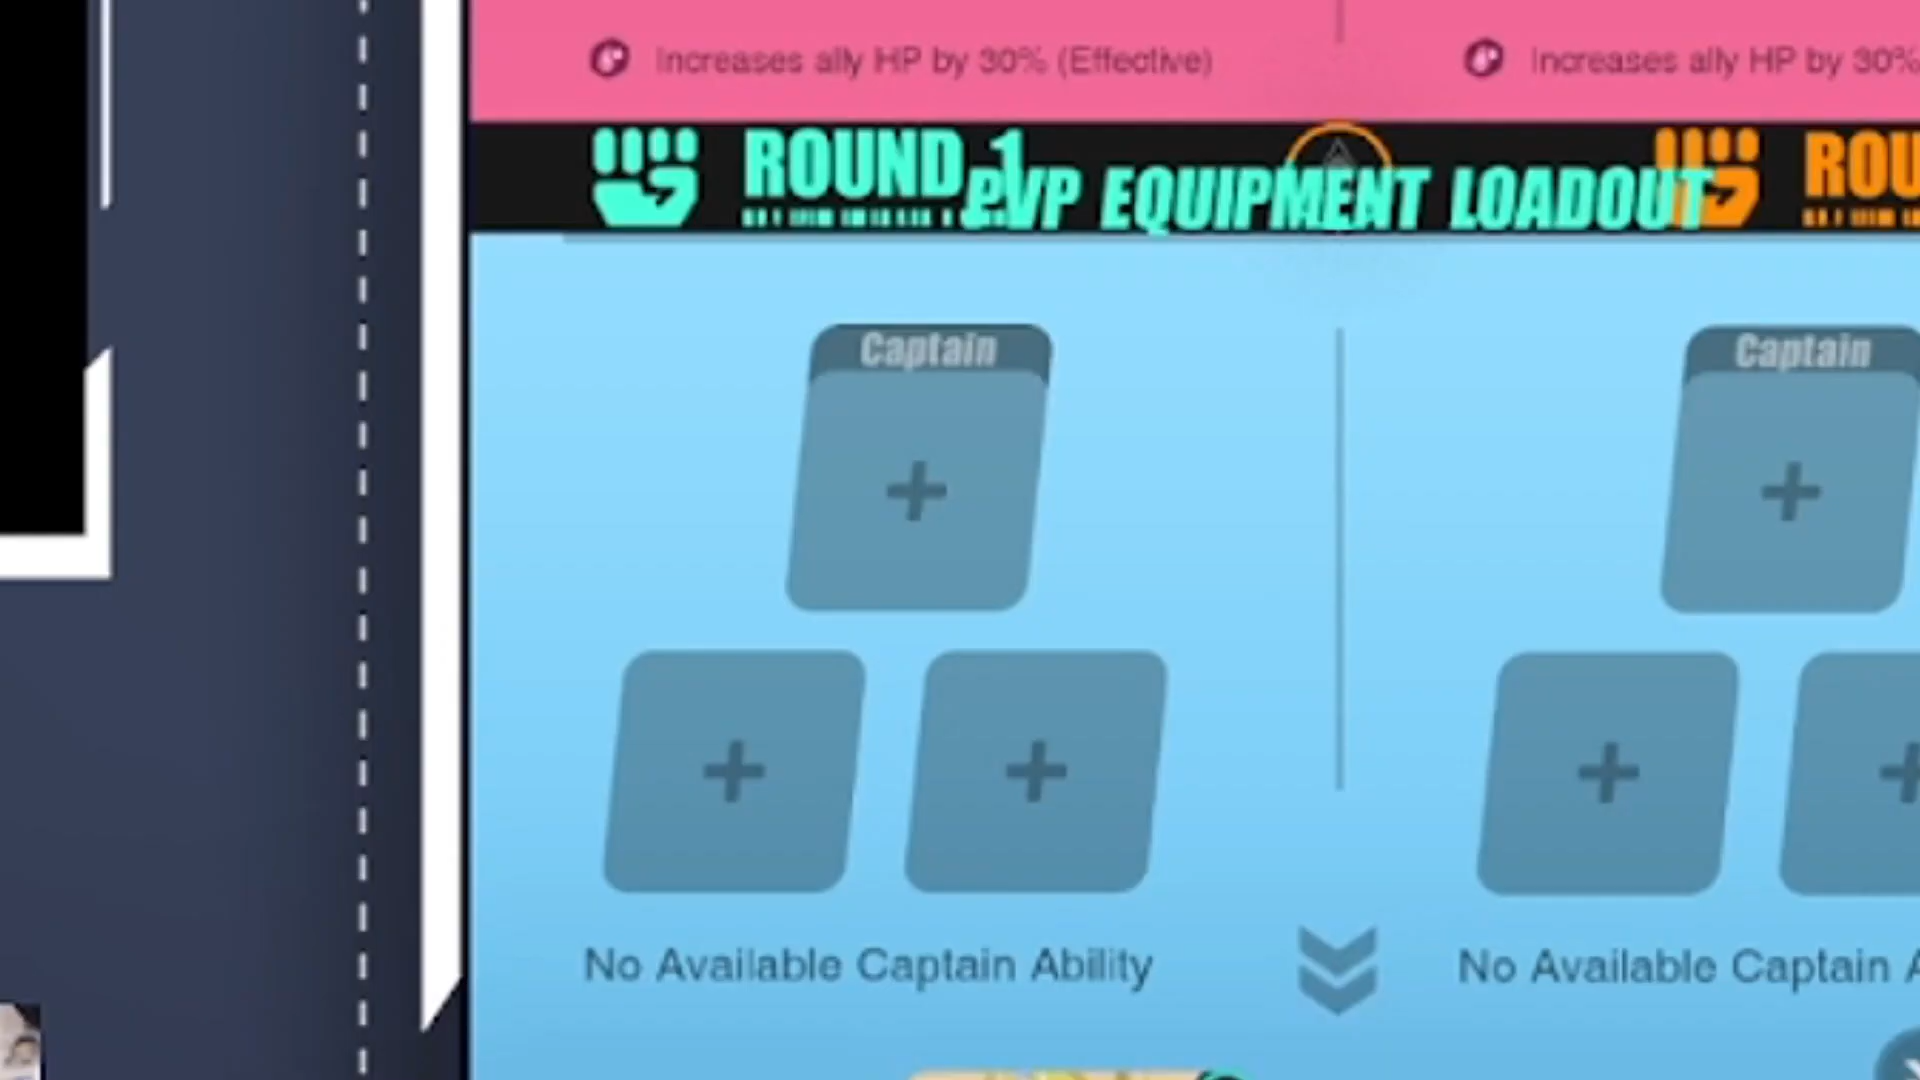 Increases ally HP by 30% (Effective)
Increases ally HP by 30%
ROUND 1
PVP EQUIPMENT LOADOUT
ROU
Captain
Captain
No Available Captain Ability
No Available Captain A